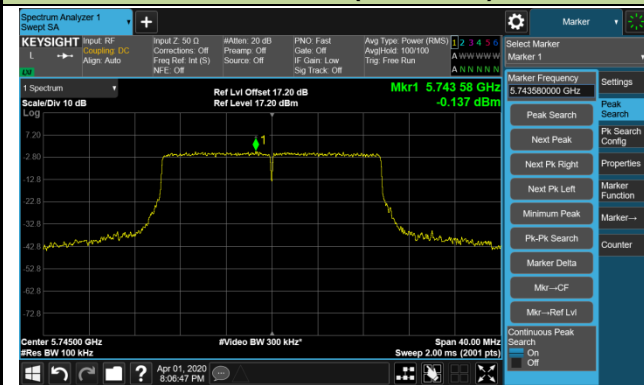 Spectrum Analyzer 1
Swept SA
Marker
KEYSIGHT
L
LM
Input: RF
Coupling: DC
Align: Auto
Input Z: 50 Ω
Corrections: Off
Freq Ref: Int (S)
NFE: Off
#Atten: 20 dB
Preamp: Off
Source: Off
PNO: Fast
Gate: Off
IF Gain: Low
Sig Track: Off
Avg Type: Power (RMS)
Avg|Hold: 100/100
Trig: Free Run
1 2 3 4 5 6
A W W W W W
A N N N N N
Select Marker
Marker 1
1 Spectrum
Scale/Div 10 dB
Log
Ref Lvl Offset 17.20 dB
Ref Level 17.20 dBm
Mkr1 5.743 58 GHz
-0.137 dBm
1
7.20
-2.80
-12.8
-22.8
-32.8
-42.8
-52.8
-62.8
-72.8
Center 5.74500 GHz
#Res BW 100 kHz
#Video BW 300 kHz*
Span 40.00 MHz
Sweep 2.00 ms (2001 pts)
Marker Frequency
5.743580000 GHz
Peak Search
Next Peak
Next Pk Right
Next Pk Left
Minimum Peak
Pk-Pk Search
Marker Delta
Mkr→CF
Mkr→Ref Lvl
Continuous Peak
Search
On
Off
Settings
Peak
Search
Pk Search
Config
Properties
Marker
Function
Marker→
Counter
?
Apr 01, 2020
8:06:47 PM